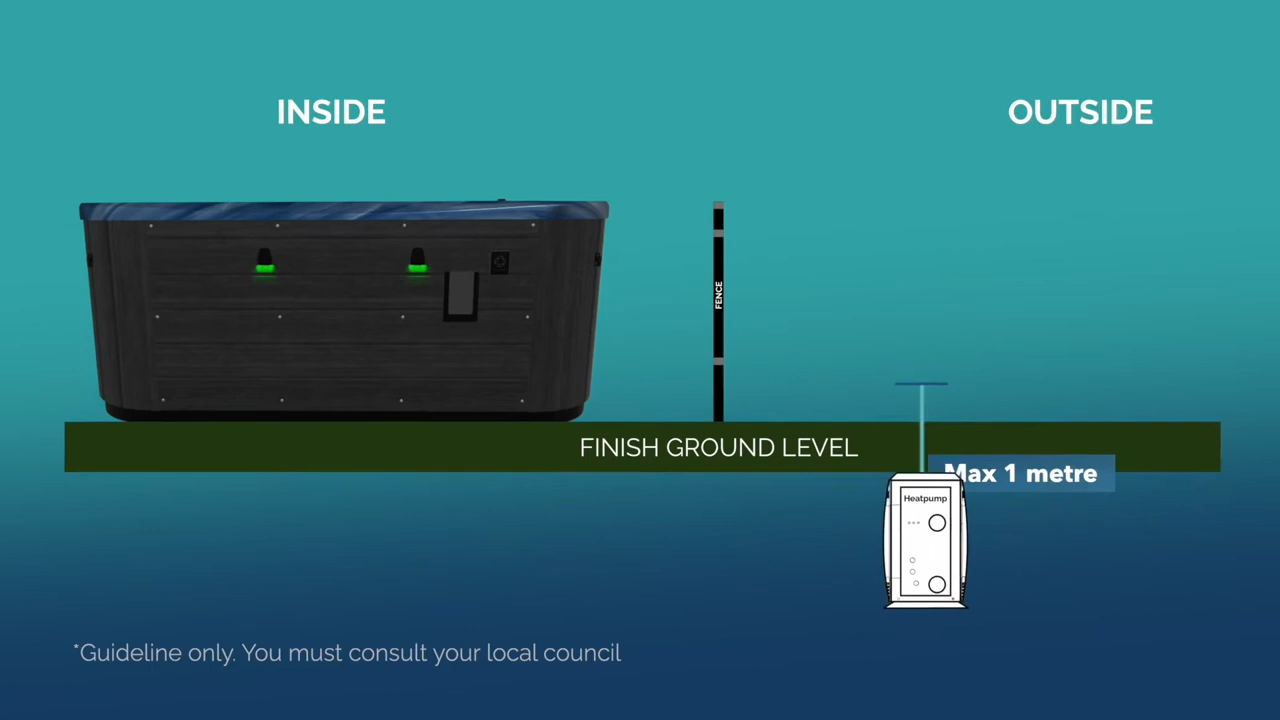 INSIDE
OUTSIDE
FENCE
FINISH GROUND LEVEL
Max 1 metre
Heatpump
*Guideline only. You must consult your local council